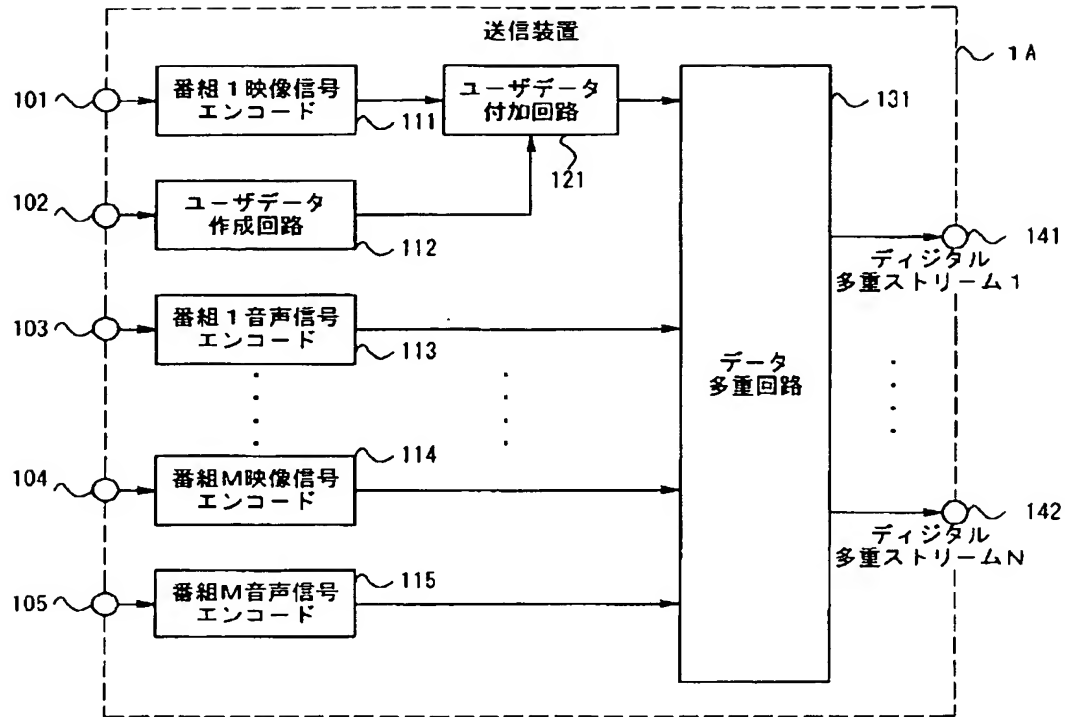 送信装置
1A
101
番組1映像信号
エンコード
111
ユーザデータ
付加回路
121
131
102
ユーザデータ
作成回路
112
141
ディジタル
多重ストリーム1
103
番組1音声信号
エンコード
113
データ
多重回路
104
番組M映像信号
エンコード
114
142
ディジタル
多重ストリームN
105
番組M音声信号
エンコード
115